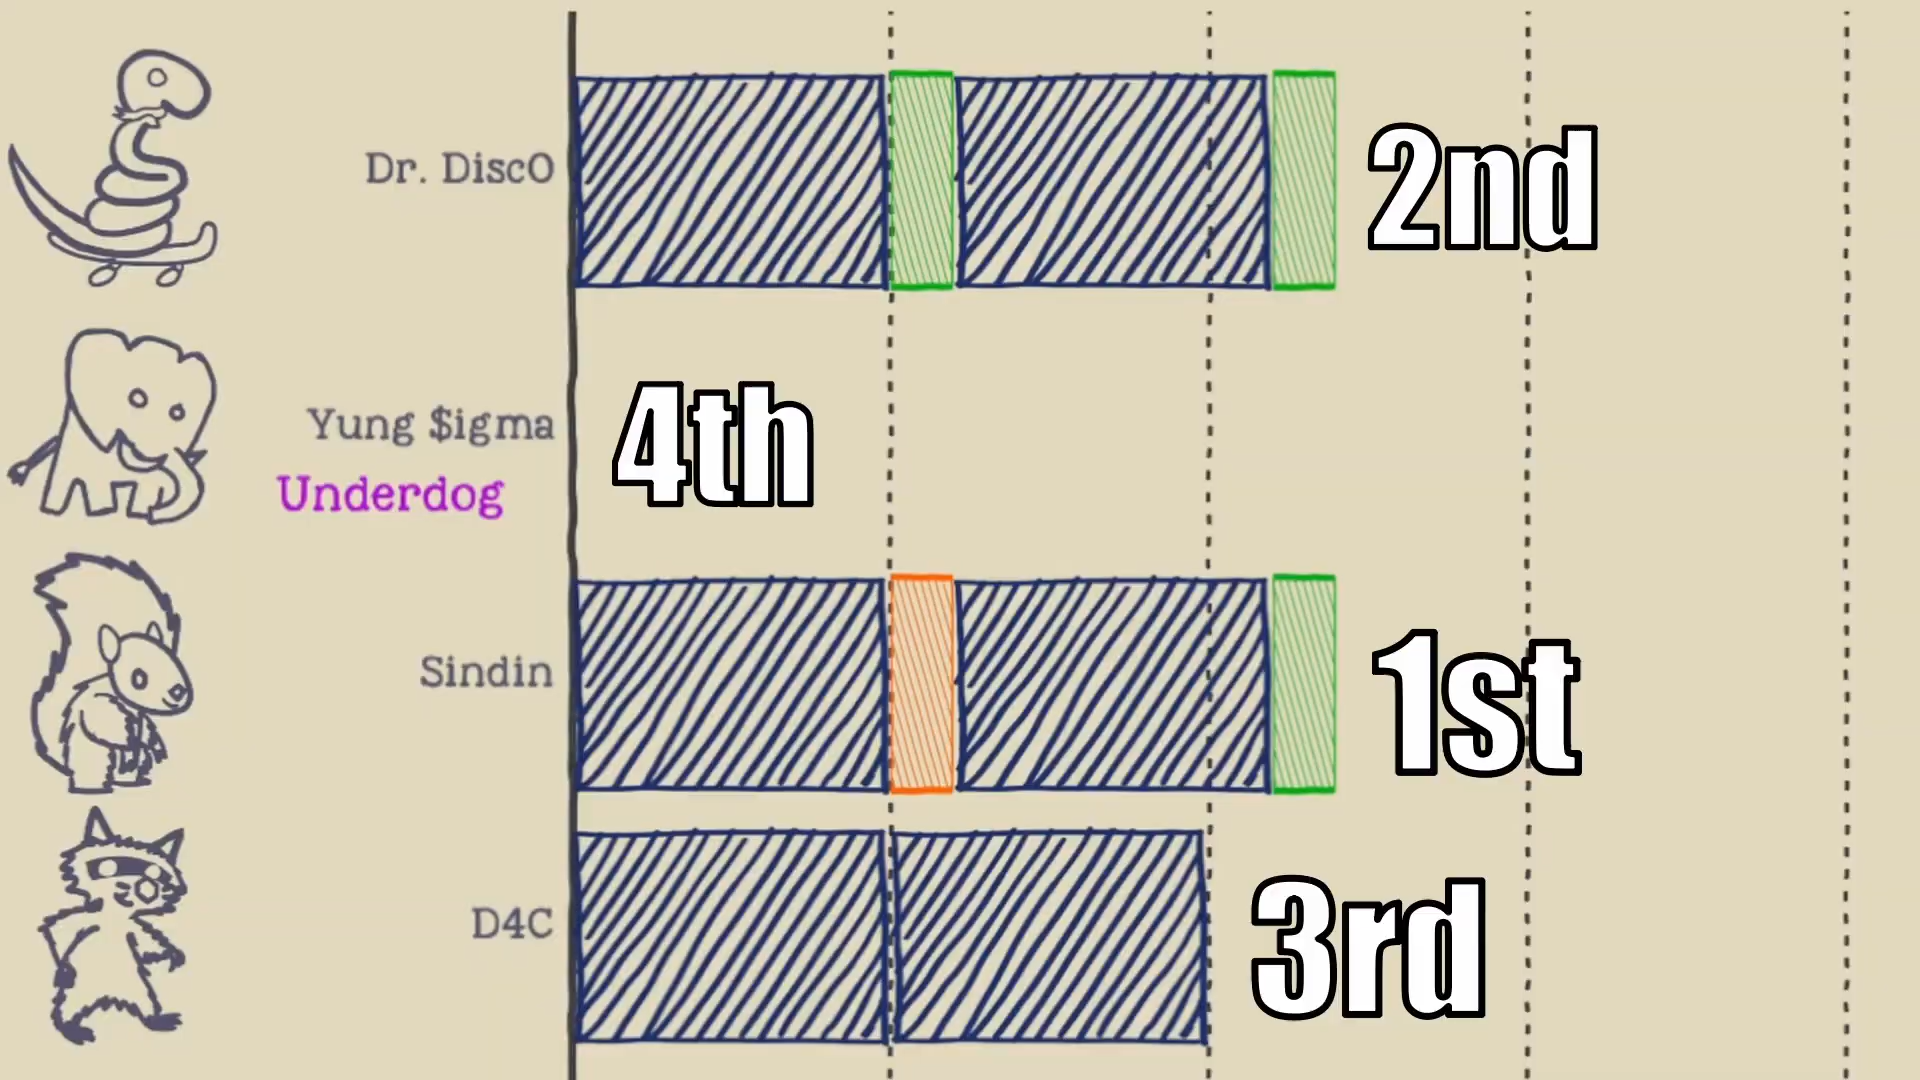 Dr. DiscO
2nd
Yung $igma
Underdog
4th
Sindin
1st
D4C
3rd